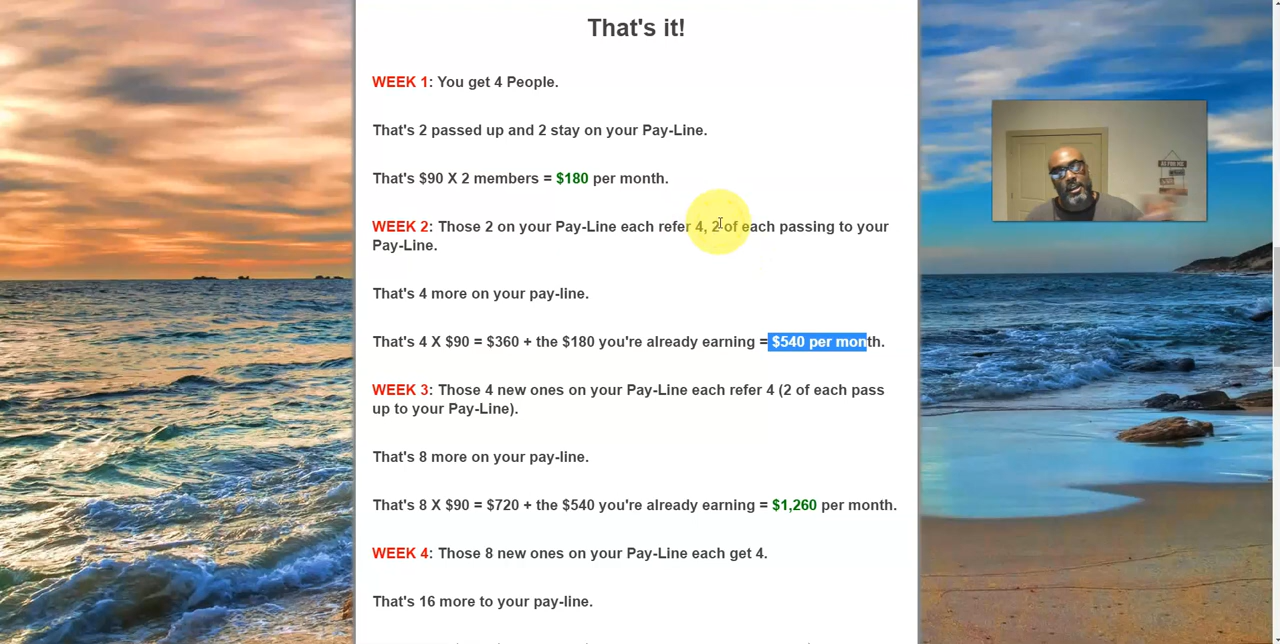 That's it!
WEEK 1: You get 4 People.
That's 2 passed up and 2 stay on your Pay-Line.
That's $90 X 2 members = $180 per month.
WEEK 2: Those 2 on your Pay-Line each refer 4, 2 of each passing to your
Pay-Line.
That's 4 more on your pay-line.
That's 4 X $90 = $360 + the $180 you're already earning = $540 per month.
WEEK 3: Those 4 new ones on your Pay-Line each refer 4 (2 of each pass
up to your Pay-Line).
That's 8 more on your pay-line.
That's 8 X $90 = $720 + the $540 you're already earning = $1,260 per month.
WEEK 4: Those 8 new ones on your Pay-Line each get 4.
That's 16 more to your pay-line.
AS FOR ME